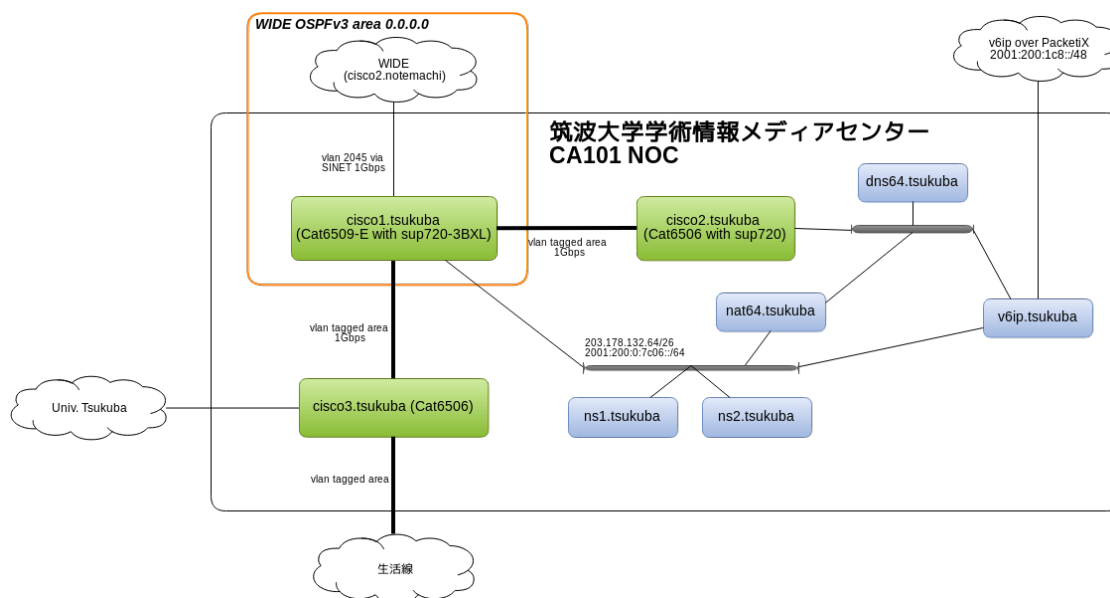 WIDE OSPFv3 area 0.0.0.0
WIDE
(cisco2.notemachi)
v6ip over PacketiX
2001:200:1c8::/48
筑波大学学術情報メディアセンター
CA101 NOC
vlan 2045 via
SINET 1Gbps
dns64.tsukuba
cisco1.tsukuba
(Cat6509-E with sup720-3BXL)
cisco2.tsukuba
(Cat6506 with sup720)
vlan tagged area
1Gbps
nat64.tsukuba
v6ip.tsukuba
vlan tagged area
1Gbps
203.178.132.64/26
2001:200:0:7c06::/64
Univ. Tsukuba
cisco3.tsukuba (Cat6506)
ns1.tsukuba
ns2.tsukuba
vlan tagged area
生活線